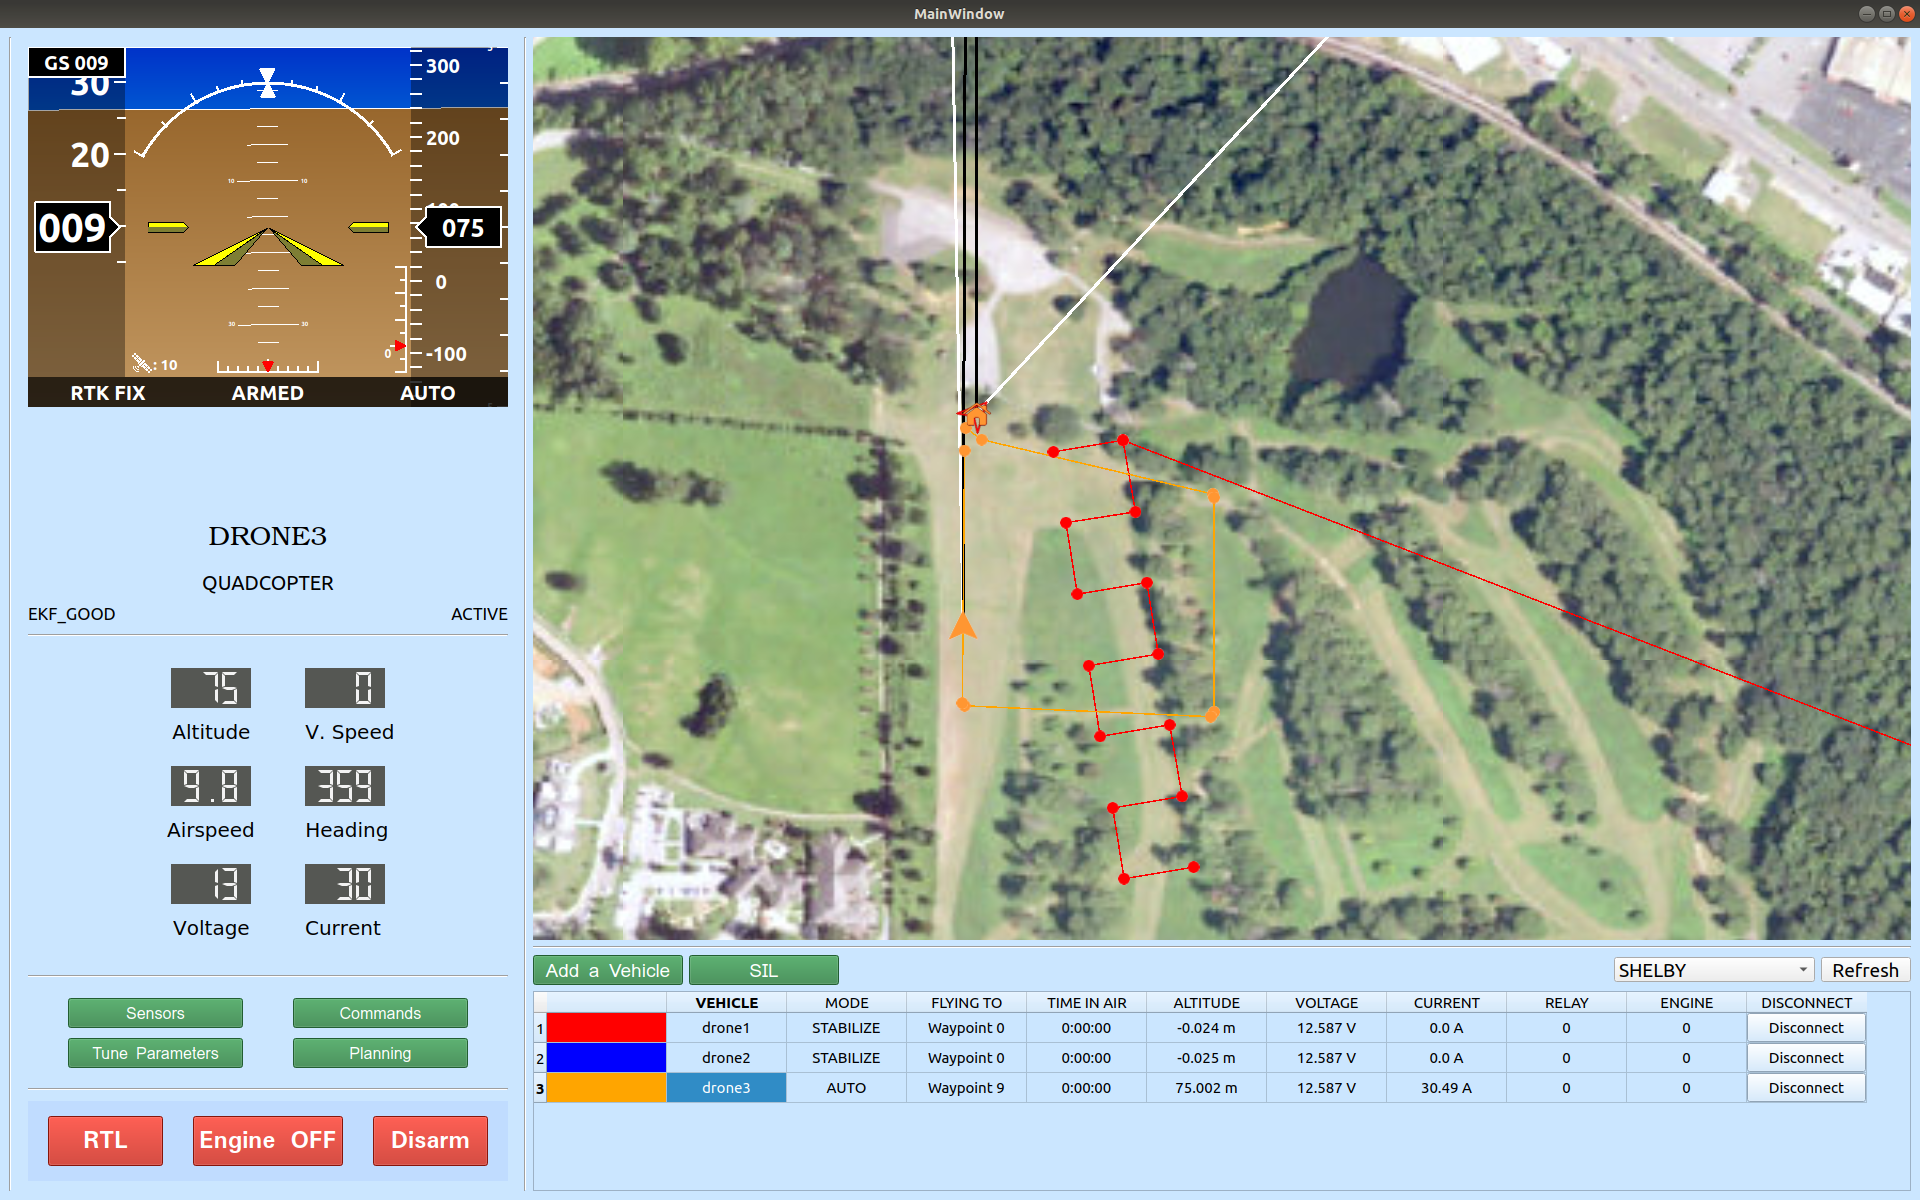 MainWindow
GS 009
30
20
009
10 10
30 30
300
200
100
075
0
-100
0
: 10
RTK FIX ARMED AUTO
DRONE3
QUADCOPTER
EKF_GOOD ACTIVE
75 0
Altitude V. Speed
9.8 359
Airspeed Heading
13 30
Voltage Current
Sensors Commands
Tune Parameters Planning
RTL Engine OFF Disarm
Add a Vehicle SIL SHELBY Refresh
VEHICLE MODE FLYING TO TIME IN AIR ALTITUDE VOLTAGE CURRENT RELAY ENGINE DISCONNECT
1 drone1 STABILIZE Waypoint 0 0:00:00 -0.024 m 12.587 V 0.0 A 0 0 Disconnect
2 drone2 STABILIZE Waypoint 0 0:00:00 -0.025 m 12.587 V 0.0 A 0 0 Disconnect
3 drone3 AUTO Waypoint 9 0:00:00 75.002 m 12.587 V 30.49 A 0 0 Disconnect